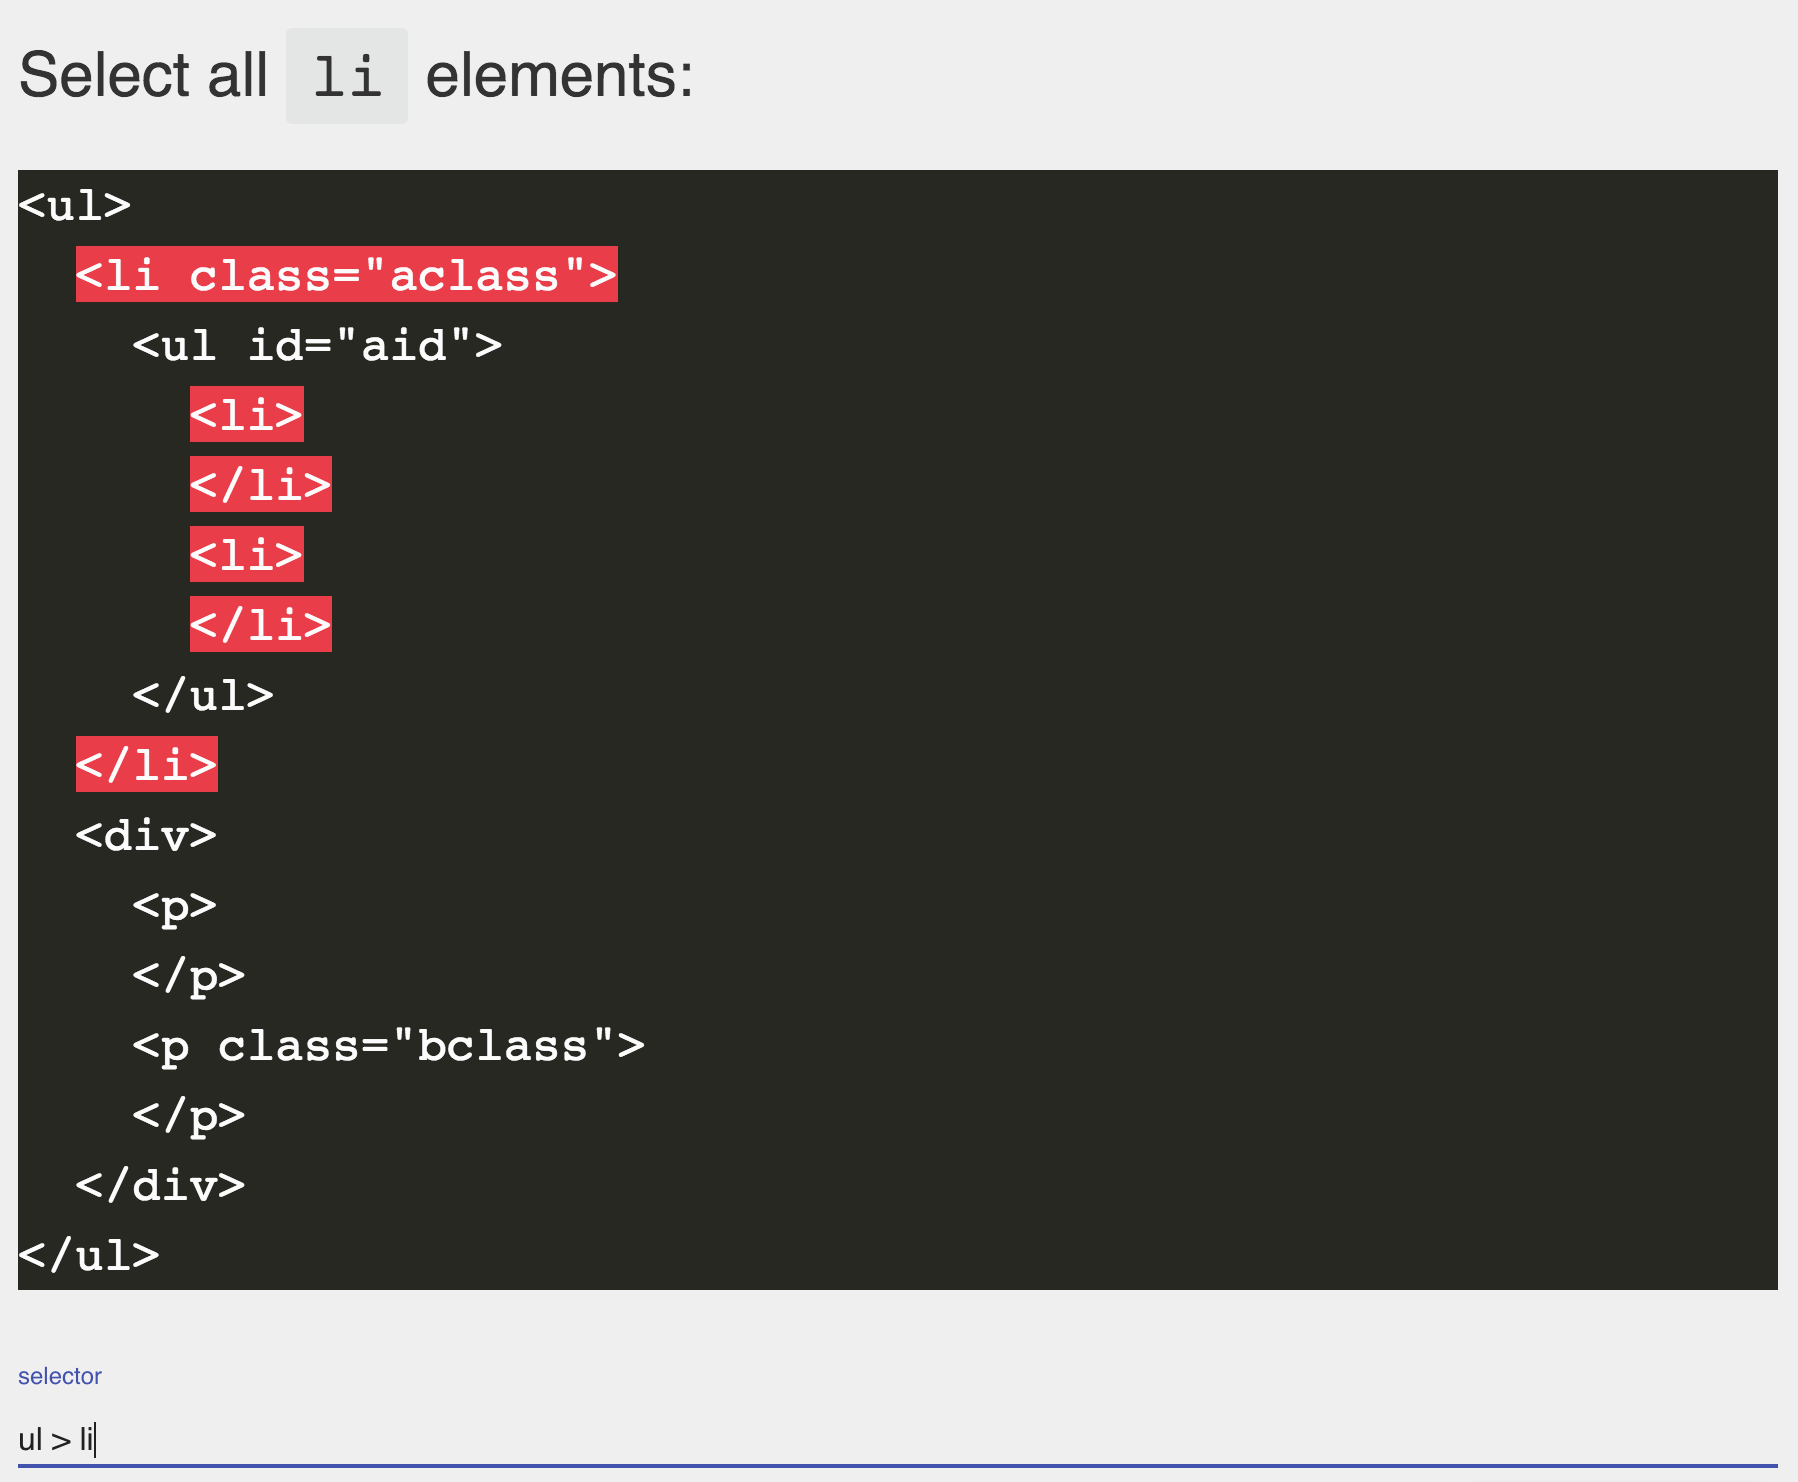 Select all li elements:
<ul>
<li class="aclass">
<ul id="aid">
<li>
</li>
<li>
</li>
</ul>
</li>
<div>
<p>
</p>
<p class="bclass">
</p>
</div>
</ul>
selector
ul > li